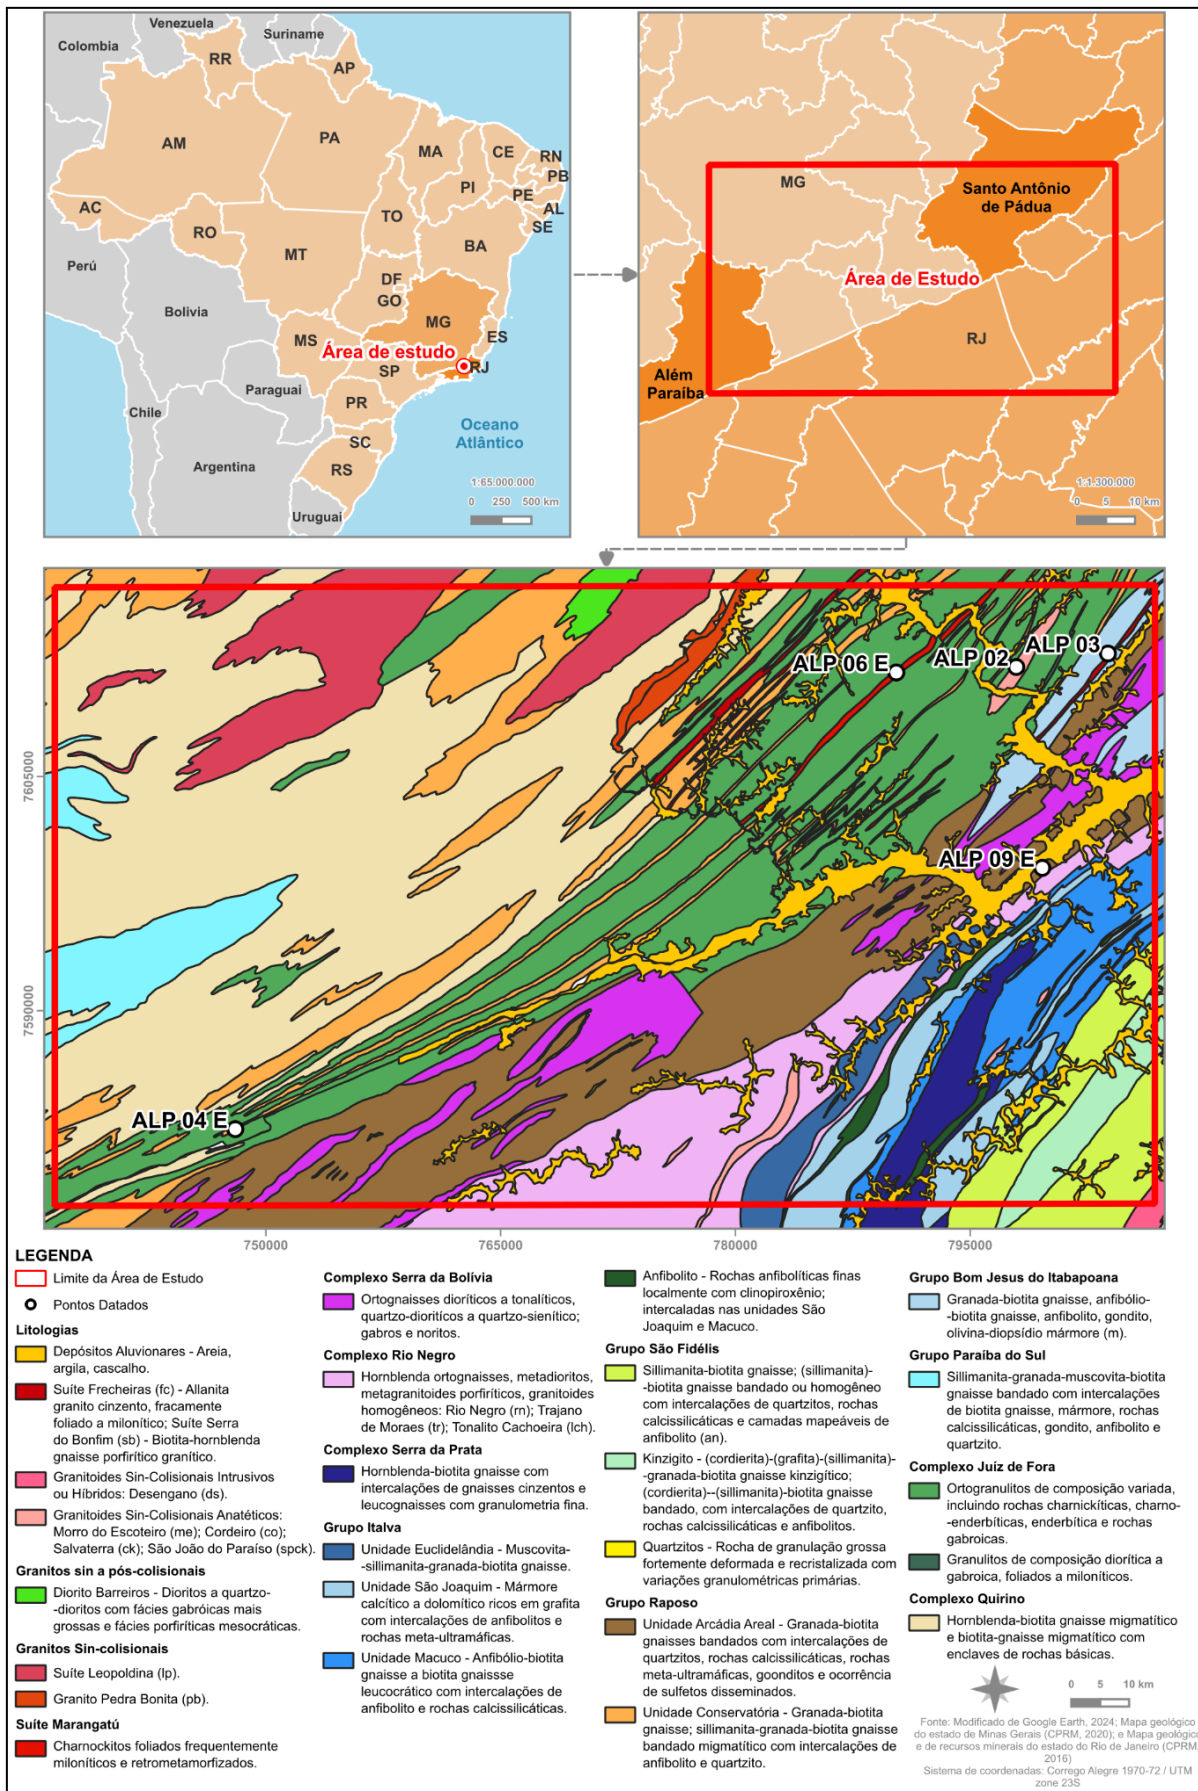 Venezuela
Colombia
Suriname
RR
AP
AM
PA
MA
CE
RN
PB
PI
PE
AL
SE
AC
RO
TO
BA
MT
Perú
DF
GO
Bolivia
MG
ES
MS
Área de estudo
RJ
SP
Paraguai
PR
Chile
Oceano
Atlântico
SC
RS
Argentina
Uruguai
1:65.000.000
0 250 500 km
MG
Santo Antônio
de Pádua
Área de Estudo
RJ
Além
Paraíba
1:1.300.000
0 5 10 km
ALP 06 E
ALP 02
ALP 03
7605000
ALP 09 E
7590000
ALP 04 E
750000
765000
780000
795000
LEGENDA
Limite da Área de Estudo
Pontos Datados
Litologias
Depósitos Aluvionares - Areia,
argila, cascalho.
Suíte Frecheiras (fc) - Allanita
granito cinzento, fracamente
foliado a milonítico; Suíte Serra
do Bonfim (sb) - Biotita-hornblenda
gnaisse porfirítico granítico.
Granitoides Sin-Colisionais Intrusivos
ou Híbridos: Desengano (ds).
Granitoides Sin-Colisionais Anatéticos:
Morro do Escoteiro (me); Cordeiro (co);
Salvaterra (ck); São João do Paraíso (spck).
Granitos sin a pós-colisionais
Diorito Barreiros - Dioritos a quartzo-
-dioritos com fácies gabróicas mais
grossas e fácies porfiríticas mesocráticas.
Granitos Sin-colisionais
Suíte Leopoldina (lp).
Granito Pedra Bonita (pb).
Suíte Marangatú
Charnockitos foliados frequentemente
miloníticos e retrometamorfizados.
Complexo Serra da Bolívia
Ortognaisses dioríticos a tonalíticos,
quartzo-dioritícos a quartzo-sienítico;
gabros e noritos.
Complexo Rio Negro
Hornblenda ortognaisses, metadioritos,
metagranitoides porfiríticos, granitoides
homogêneos: Rio Negro (rn); Trajano
de Moraes (tr); Tonalito Cachoeira (lch).
Complexo Serra da Prata
Hornblenda-biotita gnaisse com
intercalações de gnaisses cinzentos e
leucognaisses com granulometria fina.
Grupo Italva
Unidade Euclidelândia - Muscovita-
-sillimanita-granada-biotita gnaisse.
Unidade São Joaquim - Mármore
calcítico a dolomítico ricos em grafita
com intercalações de anfibolitos e
rochas meta-ultramáficas.
Unidade Macuco - Anfibólio-biotita
gnaisse a biotita gnaissse
leucocrático com intercalações de
anfibolito e rochas calcissilicáticas.
Anfibolito - Rochas anfibolíticas finas
localmente com clinopiroxênio;
intercaladas nas unidades São
Joaquim e Macuco.
Grupo São Fidélis
Sillimanita-biotita gnaisse; (sillimanita)-
-biotita gnaisse bandado ou homogêneo
com intercalações de quartzitos, rochas
calcissilicáticas e camadas mapeáveis de
anfibolito (an).
Kinzigito - (cordierita)-(grafita)-(sillimanita)-
-granada-biotita gnaisse kinzigítico;
(cordierita)--(sillimanita)-biotita gnaisse
bandado, com intercalações de quartzito,
rochas calcissilicáticas e anfibolitos.
Quartzitos - Rocha de granulação grossa
fortemente deformada e recristalizada com
variações granulométricas primárias.
Grupo Raposo
Unidade Arcádia Areal - Granada-biotita
gnaisses bandados com intercalações de
quartzitos, rochas calcissilicáticas, rochas
meta-ultramáficas, goonditos e ocorrência
de sulfetos disseminados.
Unidade Conservatória - Granada-biotita
gnaisse; sillimanita-granada-biotita gnaisse
bandado migmatítico com intercalações de
anfibolito e quartzito.
Grupo Bom Jesus do Itabapoana
Granada-biotita gnaisse, anfibólio-
-biotita gnaisse, anfibolito, gondito,
olivina-diopsídio mármore (m).
Grupo Paraíba do Sul
Sillimanita-granada-muscovita-biotita
gnaisse bandado com intercalações
de biotita gnaisse, mármore, rochas
calcissilicáticas, gondito, anfibolito e
quartzito.
Complexo Juíz de Fora
Ortogranulitos de composição variada,
incluindo rochas charnickíticas, charno-
-enderbíticas, enderbítica e rochas
gabroicas.
Granulitos de composição diorítica a
gabroica, foliados a miloníticos.
Complexo Quirino
Hornblenda-biotita gnaisse migmatítico
e biotita-gnaisse migmatítico com
enclaves de rochas básicas.
0 5 10 km
Fonte: Modificado de Google Earth, 2024; Mapa geológico
do estado de Minas Gerais (CPRM, 2020); e Mapa geológico
e de recursos minerais do estado do Rio de Janeiro (CPRM,
2016)
Sistema de coordenadas: Corrego Alegre 1970-72 / UTM
zone 23S